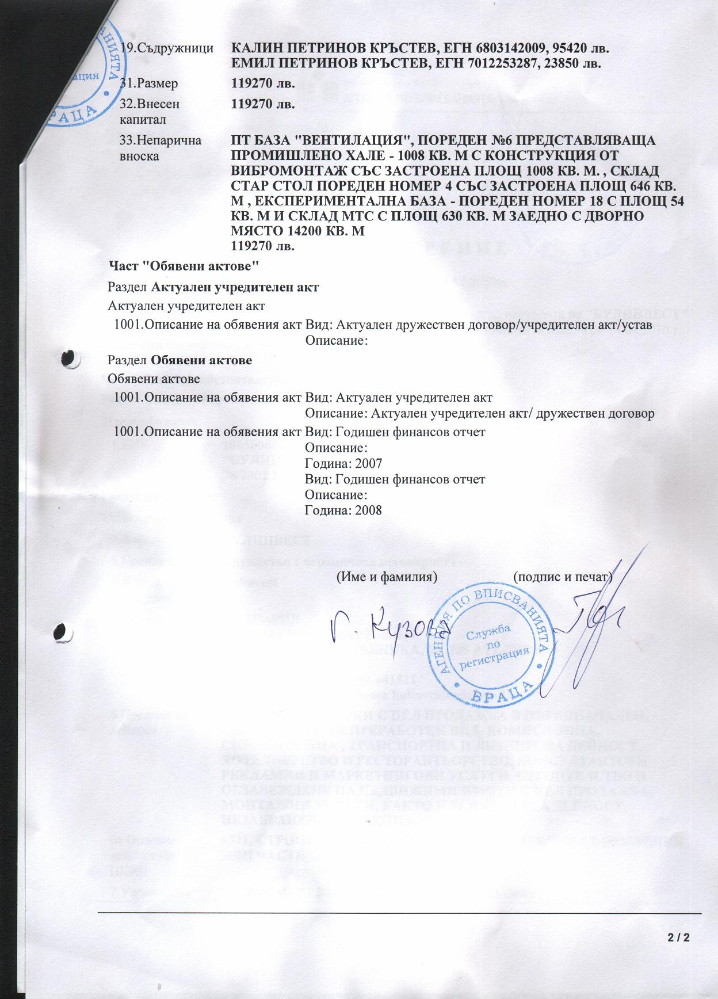 19.Съдружници КАЛИН ПЕТРИНОВ КРЪСТЕВ, ЕГН 6803142009, 95420 лв.
ЕМИЛ ПЕТРИНОВ КРЪСТЕВ, ЕГН 7012253287, 23850 лв.
31.Размер 119270 лв.
32.Внесен капитал 119270 лв.
33.Непарична вноска ПТ БАЗА "ВЕНТИЛАЦИЯ", ПОРЕДЕН №6 ПРЕДСТАВЛЯВАЩА
ПРОМИШЛЕНО ХАЛЕ - 1008 КВ. М С КОНСТРУКЦИЯ ОТ
ВИБРОМОНТАЖ СЪС ЗАСТРОЕНА ПЛОЩ 1008 КВ. М. , СКЛАД
СТАР СТОЛ ПОРЕДЕН НОМЕР 4 СЪС ЗАСТРОЕНА ПЛОЩ 646 КВ.
М , ЕКСПЕРИМЕНТАЛНА БАЗА - ПОРЕДЕН НОМЕР 18 С ПЛОЩ 54
КВ. М И СКЛАД МТС С ПЛОЩ 630 КВ. М ЗАЕДНО С ДВОРНО
МЯСТО 14200 КВ. М
119270 лв.
Част "Обявени актове"
Раздел Актуален учредителен акт
Актуален учредителен акт
1001.Описание на обявения акт Вид: Актуален дружествен договор/учредителен акт/устав
Описание:
Раздел Обявени актове
Обявени актове
1001.Описание на обявения акт Вид: Актуален учредителен акт
Описание: Актуален учредителен акт/ дружествен договор
1001.Описание на обявения акт Вид: Годишен финансов отчет
Описание:
Година: 2007
Вид: Годишен финансов отчет
Описание:
Година: 2008
(Име и фамилия) (подпис и печат)
Г. Кузова
АГЕНЦИЯ ПО ВПИСВАНИЯТА
Служба
по
регистрация
ВРАЦА
2 / 2